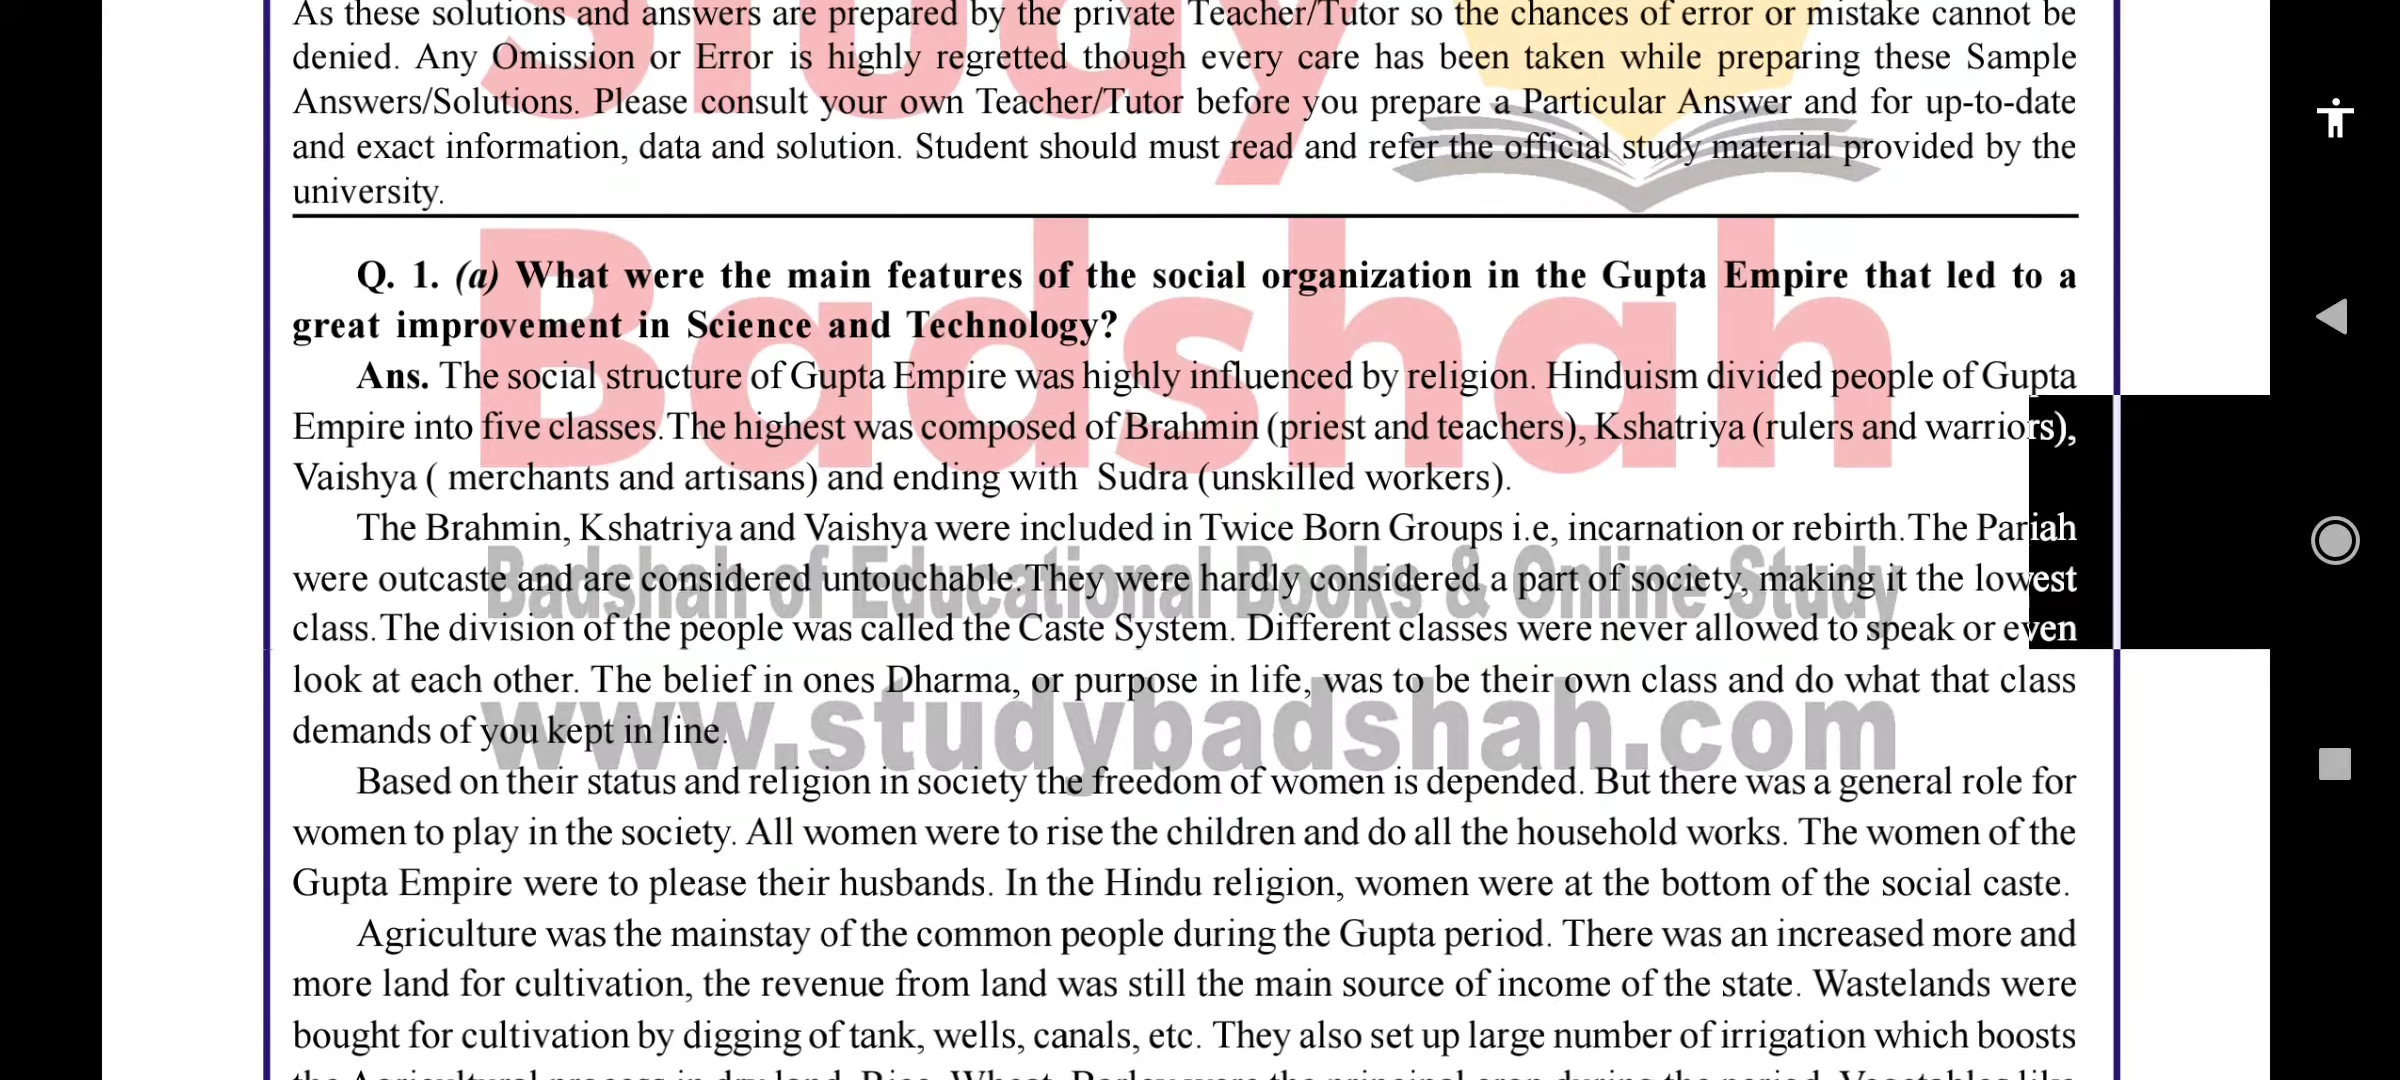 As these solutions and answers are prepared by the private Teacher/Tutor so the chances of error or mistake cannot be
denied. Any Omission or Error is highly regretted though every care has been taken while preparing these Sample
Answers/Solutions. Please consult your own Teacher/Tutor before you prepare a Particular Answer and for up-to-date
and exact information, data and solution. Student should must read and refer the official study material provided by the
university.
Study
Badshah
Badshah of Educational Books & Online Study
www.studybadshah.com
Q. 1. (a) What were the main features of the social organization in the Gupta Empire that led to a
great improvement in Science and Technology?
Ans. The social structure of Gupta Empire was highly influenced by religion. Hinduism divided people of Gupta
Empire into five classes.The highest was composed of Brahmin (priest and teachers), Kshatriya (rulers and warriors),
Vaishya ( merchants and artisans) and ending with Sudra (unskilled workers).
The Brahmin, Kshatriya and Vaishya were included in Twice Born Groups i.e, incarnation or rebirth.The Pariah
were outcaste and are considered untouchable.They were hardly considered a part of society, making it the lowest
class.The division of the people was called the Caste System. Different classes were never allowed to speak or even
look at each other. The belief in ones Dharma, or purpose in life, was to be their own class and do what that class
demands of you kept in line.
Based on their status and religion in society the freedom of women is depended. But there was a general role for
women to play in the society. All women were to rise the children and do all the household works. The women of the
Gupta Empire were to please their husbands. In the Hindu religion, women were at the bottom of the social caste.
Agriculture was the mainstay of the common people during the Gupta period. There was an increased more and
more land for cultivation, the revenue from land was still the main source of income of the state. Wastelands were
bought for cultivation by digging of tank, wells, canals, etc. They also set up large number of irrigation which boosts
the Agricultural process in dry land. Rice, Wheat, Barley were the principal crop during the period. Vegetables like